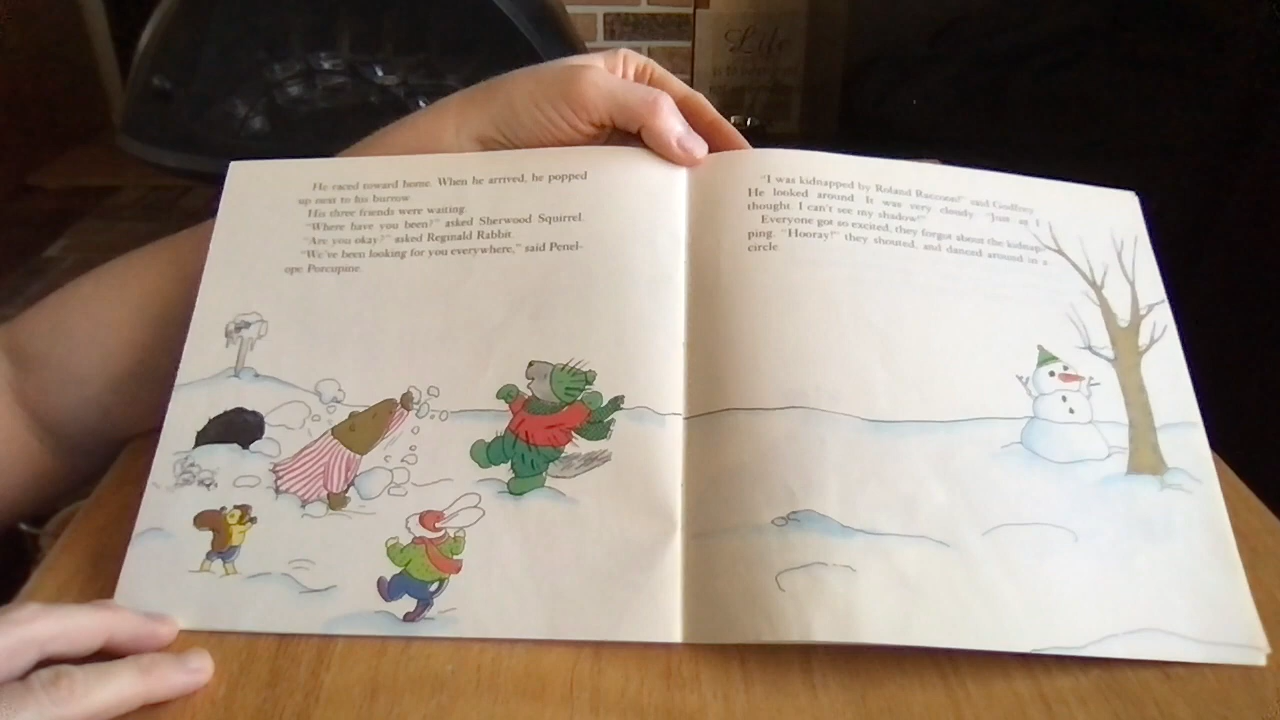 He raced toward home. When he arrived, he popped
up next to his burrow.
His three friends were waiting.
"Where have you been?" asked Sherwood Squirrel.
"Are you okay?" asked Reginald Rabbit.
"We've been looking for you everywhere," said Penel-
ope Porcupine.
"I was kidnapped by Roland Raccoon!" said Godfrey.
He looked around. It was very cloudy. "Just as I
thought. I can't see my shadow!"
Everyone got so excited, they forgot about the kidnap-
ping. "Hooray!" they shouted, and danced around in a
circle.
Life